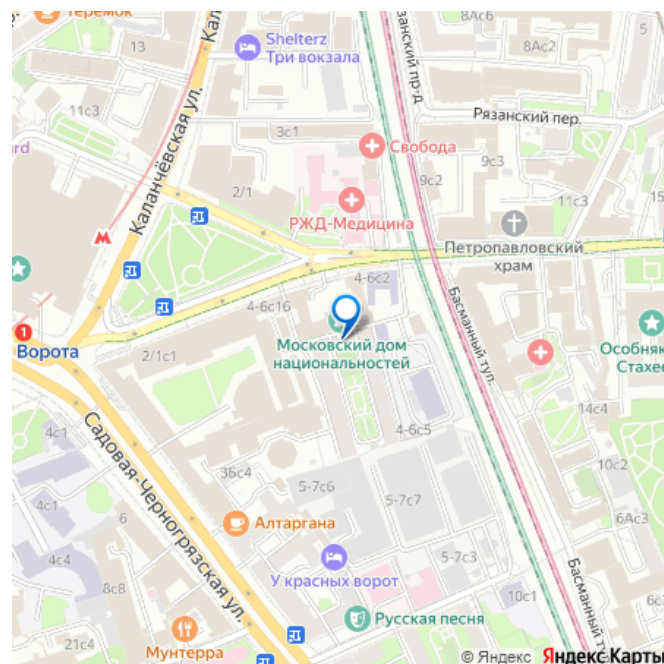 Теремок
8Ас6
Shelterz
Три вокзала
13
8Ас2
5
Рязанский пр-д
11с3
Рязанский пер.
Каланчёвская ул.
3с1
Свобода
9с3
9с2
2/1
11с3
РЖД-Медицина
Петропавловский
храм
4-6с2
4-6с16
Басманный туп.
1
Ворота
2/1с1
Московский дом
национальностей
Особняк
Стахе
14с4
4с1
4-6с5
Садовая-Черногрязская ул.
3Бс4
10с2
5-7с6
5-7с7
6
Алтаргана
6Ас3
4с4
5-7с3
У красных ворот
8с8
10с1
Русская песня
21с4
Мунтерра
© Яндекс Яндекс Карты